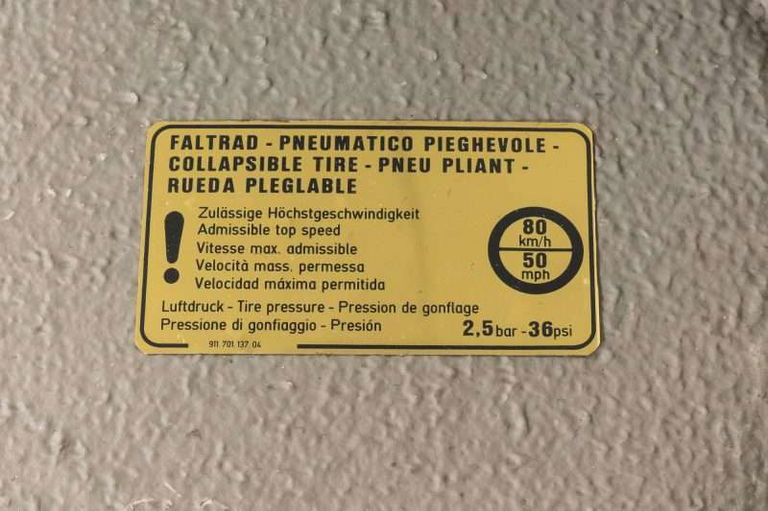 FALTRAD - PNEUMATICO PIEGHEVOLE -
COLLAPSIBLE TIRE - PNEU PLIANT -
RUEDA PLEGLABLE
! Zulässige Höchstgeschwindigkeit
Admissible top speed
Vitesse max. admissible
Velocità mass. permessa
Velocidad máxima permitida
80
km/h
50
mph
Luftdruck - Tire pressure - Pression de gonflage
Pressione di gonfiaggio - Presión 2,5 bar - 36 psi
911 701 137 04